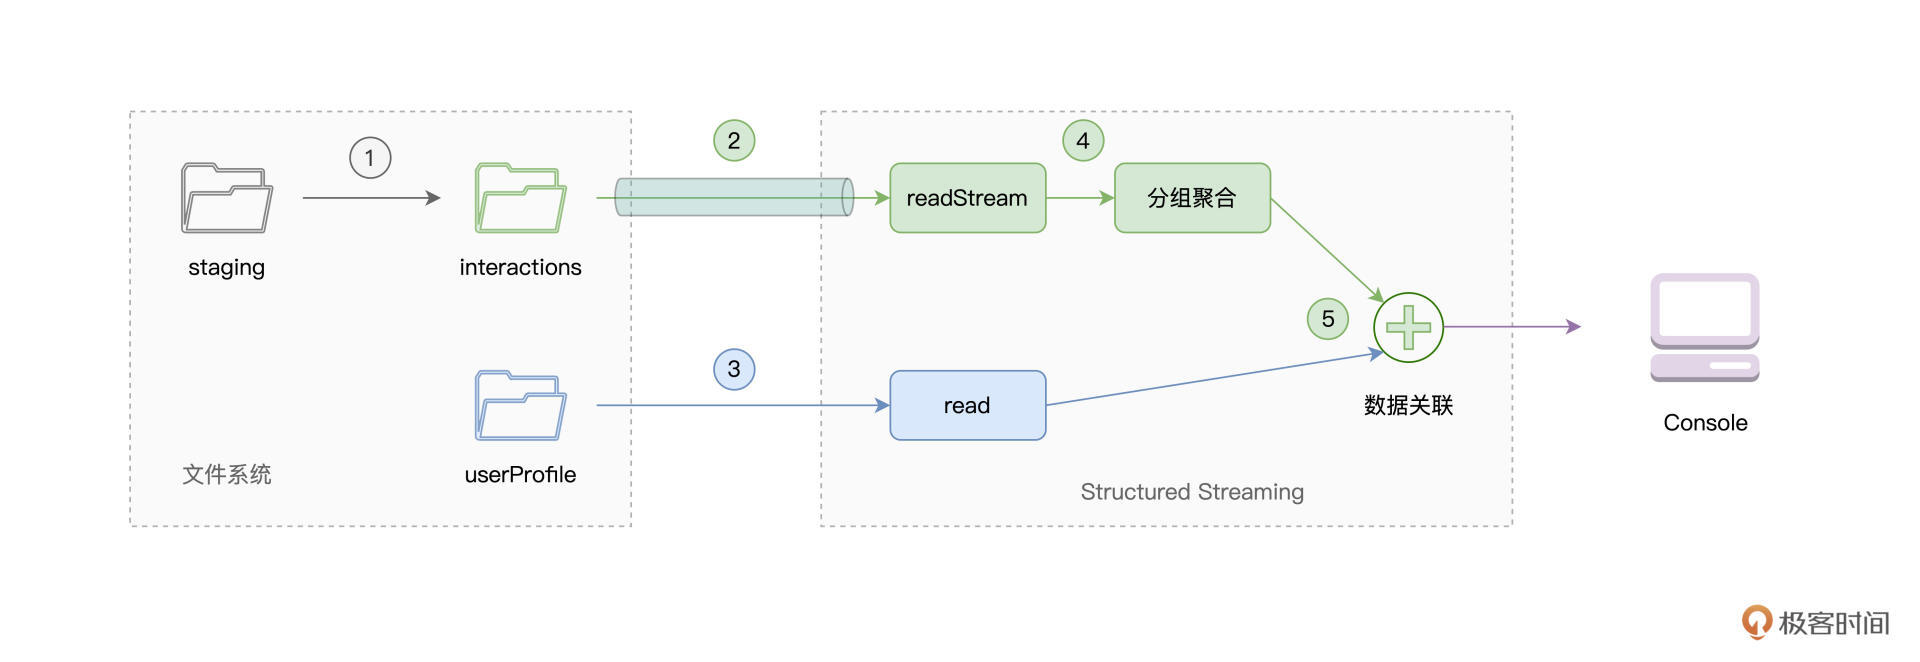 1
2
3
4
5
staging
interactions
userProfile
文件系统
readStream
分组聚合
read
数据关联
Structured Streaming
Console
极客时间